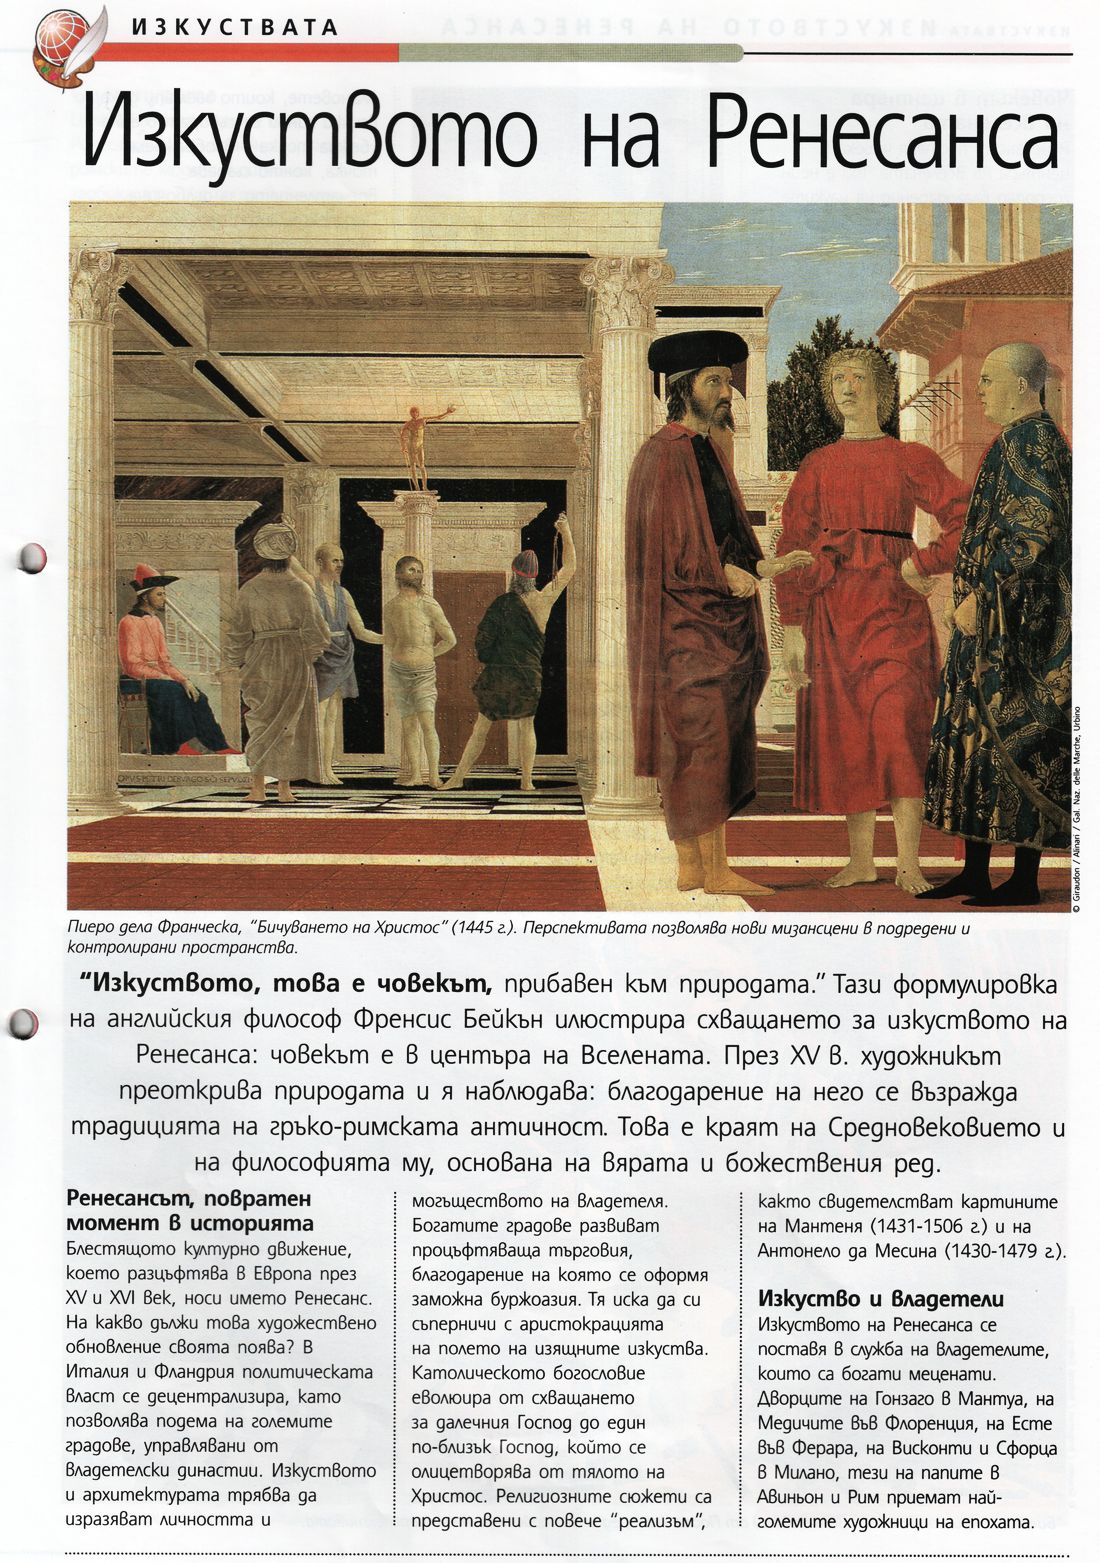 ИЗКУСТВАТА
Изкуството на Ренесанса
© Giraudon / Alinari / Gal. Naz. delle Marche, Urbino
Пиеро дела Франческа, “Бичуването на Христос” (1445 г.). Перспективата позволява нови мизансцени в подредени и
контролирани пространства.
“Изкуството, това е човекът, прибавен към природата.” Тази формулировка
на английския философ Френсис Бейкън илюстрира схващането за изкуството на
Ренесанса: човекът е в центъра на Вселената. През XV в. художникът
преоткрива природата и я наблюдава: благодарение на него се възражда
традицията на гръко-римската античност. Това е краят на Средновековието и
на философията му, основана на вярата и божествения ред.
Ренесансът, повратен
момент в историята
Блестящото културно движение,
което разцъфтява в Европа през
XV и XVI век, носи името Ренесанс.
На какво дължи това художествено
обновление своята поява? В
Италия и Фландрия политическата
власт се децентрализира, като
позволява подема на големите
градове, управлявани от
владетелски династии. Изкуството
и архитектурата трябва да
изразяват личността и
могъществото на владетеля.
Богатите градове развиват
процъфтяваща търговия,
благодарение на която се оформя
заможна буржоазия. Тя иска да си
съперничи с аристокрацията
на полето на изящните изкуства.
Католическото богословие
еволюира от схващането
за далечния Господ до един
по-близък Господ, който се
олицетворява от тялото на
Христос. Религиозните сюжети са
представени с повече “реализъм”,
както свидетелстват картините
на Мантеня (1431-1506 г.) и на
Антонело да Месина (1430-1479 г.).
Изкуство и владетели
Изкуството на Ренесанса се
поставя в служба на владетелите,
които са богати меценати.
Дворците на Гонзаго в Мантуа, на
Медичите във Флоренция, на Есте
във Ферара, на Висконти и Сфорца
в Милано, тези на папите в
Авиньон и Рим приемат най-
големите художници на епохата.